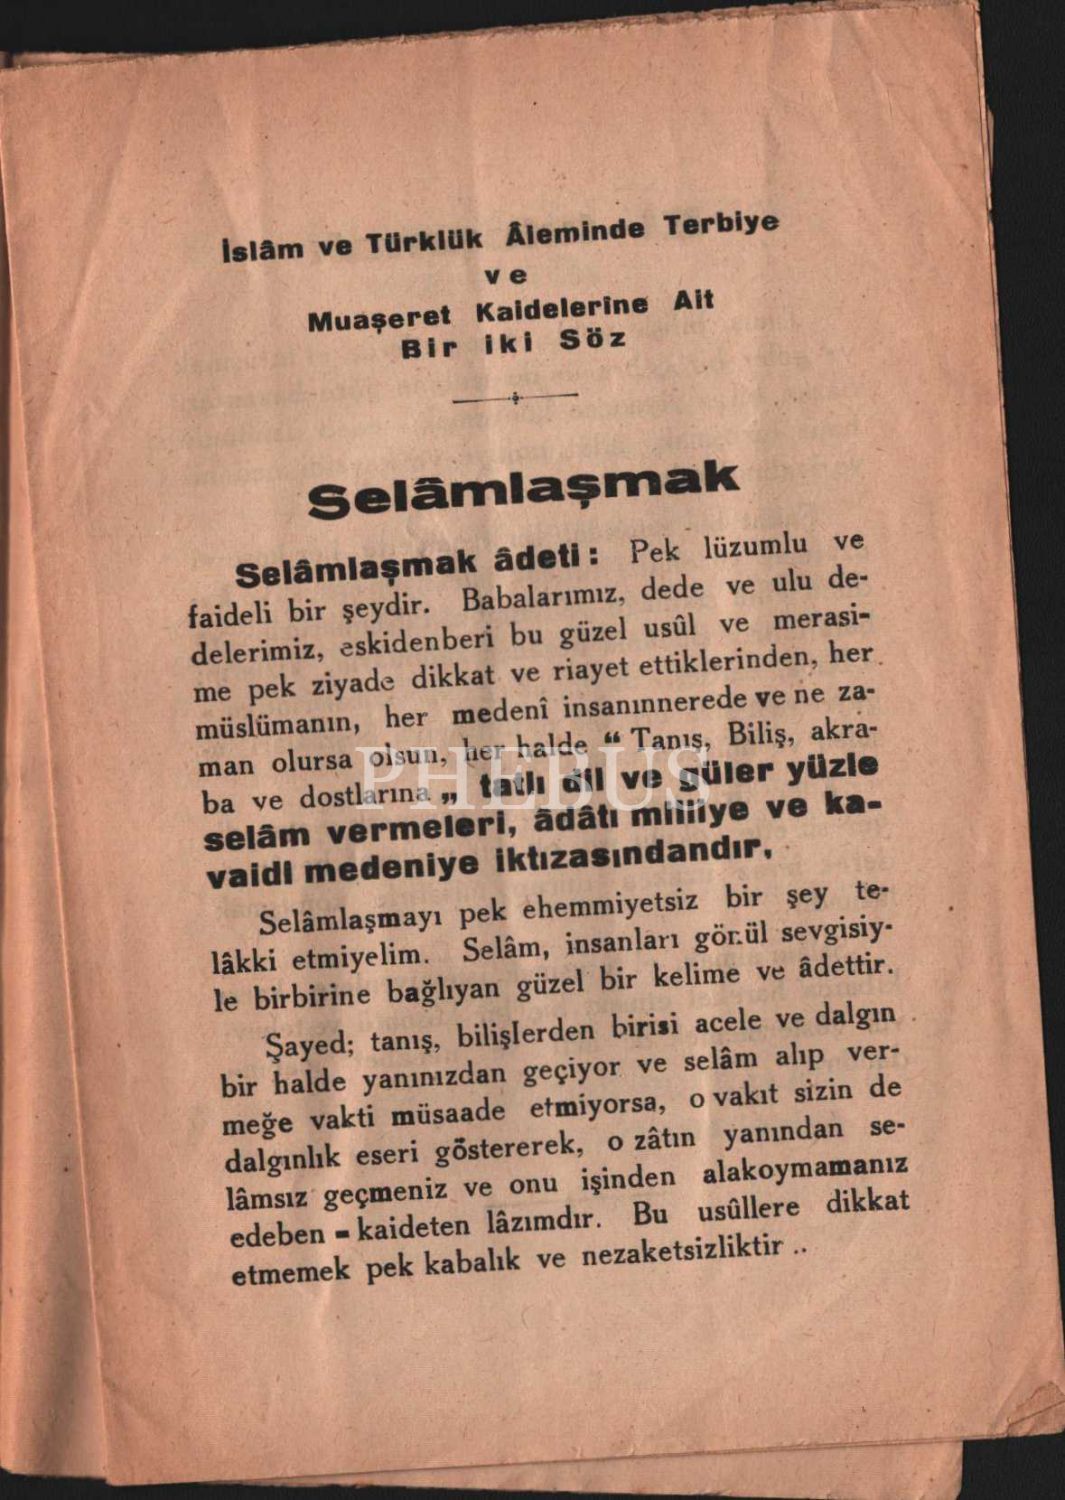 İslâm ve Türklük Âleminde Terbiye
ve
Muaşeret Kaidelerine Ait
Bir iki Söz
Selâmlaşmak
Selâmlaşmak âdeti: Pek lüzumlu ve
faideli bir şeydir. Babalarımız, dede ve ulu de-
delerimiz, eskidenberi bu güzel usûl ve merasi-
me pek ziyade dikkat ve riayet ettiklerinden, her
müslümanın, her medenî insanınnerede ve ne za-
man olursa olsun, her halde “ Tanış, Biliş, akra-
ba ve dostlarına „ tatlı dil ve güler yüzle
selâm vermeleri, âdâtı milliye ve ka-
vaidi medeniye iktızasındandır.
Selâmlaşmayı pek ehemmiyetsiz bir şey te-
lâkki etmiyelim. Selâm, insanları gönül sevgisiy-
le birbirine bağlıyan güzel bir kelime ve âdettir.
Şayed; tanış, bilişlerden birisi acele ve dalgın
bir halde yanınızdan geçiyor ve selâm alıp ver-
meğe vakti müsaade etmiyorsa, o vakıt sizin de
dalgınlık eseri göstererek, o zâtın yanından se-
lâmsız geçmeniz ve onu işinden alakoymamanız
edeben - kaideten lâzımdır. Bu usûllere dikkat
etmemek pek kabalık ve nezaketsizliktir ..
PHEBUS